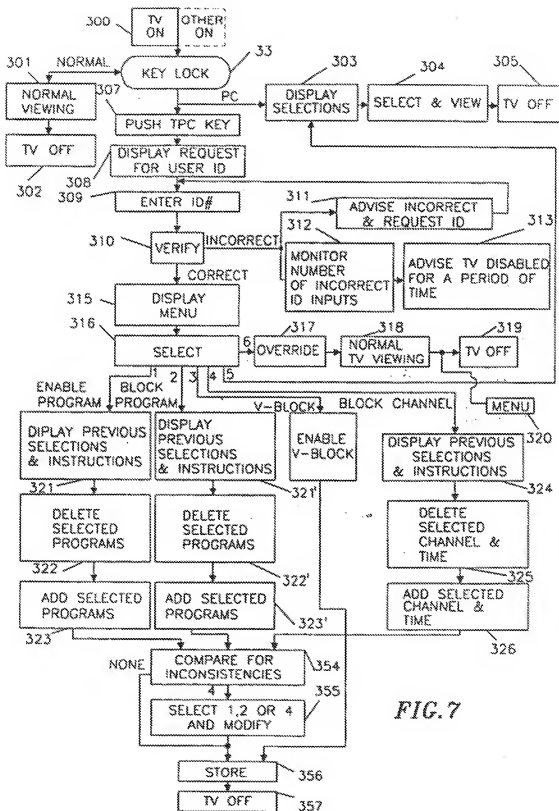 300
TV ON
OTHER ON
301
NORMAL
KEY LOCK
33
303
304
305
NORMAL VIEWING
307
PC
DISPLAY SELECTIONS
SELECT & VIEW
TV OFF
PUSH TPC KEY
TV OFF
302
308
DISPLAY REQUEST FOR USER ID
309
ENTER ID#
311
ADVISE INCORRECT & REQUEST ID
310
VERIFY
INCORRECT
312
313
MONITOR NUMBER OF INCORRECT ID INPUTS
ADVISE TV DISABLED FOR A PERIOD OF TIME
CORRECT
315
DISPLAY MENU
316
317
318
319
SELECT
6
OVERRIDE
NORMAL TV VIEWING
TV OFF
1
2
3
4
5
MENU
320
ENABLE PROGRAM
BLOCK PROGRAM
V-BLOCK
BLOCK CHANNEL
DIPLAY PREVIOUS SELECTIONS & INSTRUCTIONS
DISPLAY PREVIOUS SELECTIONS & INSTRUCTIONS
ENABLE V-BLOCK
DISPLAY PREVIOUS SELECTIONS & INSTRUCTIONS
321
321'
324
DELETE SELECTED PROGRAMS
DELETE SELECTED PROGRAMS
DELETE SELECTED CHANNEL & TIME
322
322'
325
ADD SELECTED PROGRAMS
ADD SELECTED PROGRAMS
ADD SELECTED CHANNEL & TIME
323
323'
326
NONE
COMPARE FOR INCONSISTENCIES
354
4
355
SELECT 1,2 OR 4 AND MODIFY
FIG.7
STORE
356
TV OFF
357